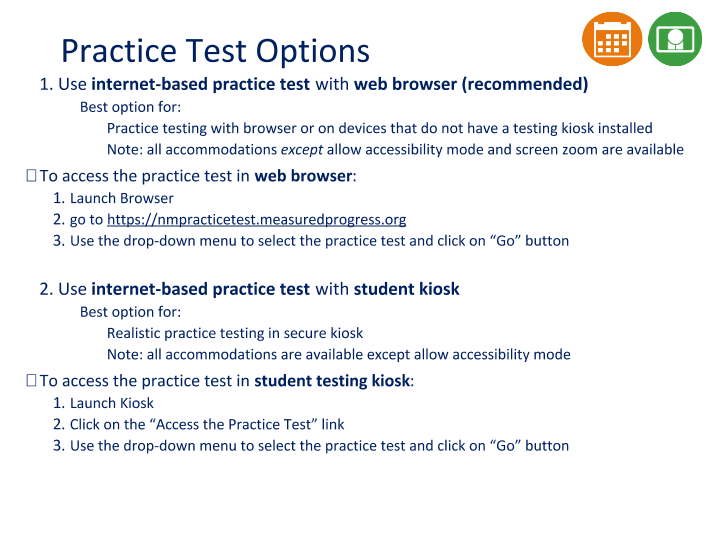 Practice Test Options
1. Use internet-based practice test with web browser (recommended)
Best option for:
Practice testing with browser or on devices that do not have a testing kiosk installed
Note: all accommodations except allow accessibility mode and screen zoom are available
To access the practice test in web browser:
1. Launch Browser
2. go to https://nmpracticetest.measuredprogress.org
3. Use the drop-down menu to select the practice test and click on “Go” button
2. Use internet-based practice test with student kiosk
Best option for:
Realistic practice testing in secure kiosk
Note: all accommodations are available except allow accessibility mode
To access the practice test in student testing kiosk:
1. Launch Kiosk
2. Click on the “Access the Practice Test” link
3. Use the drop-down menu to select the practice test and click on “Go” button